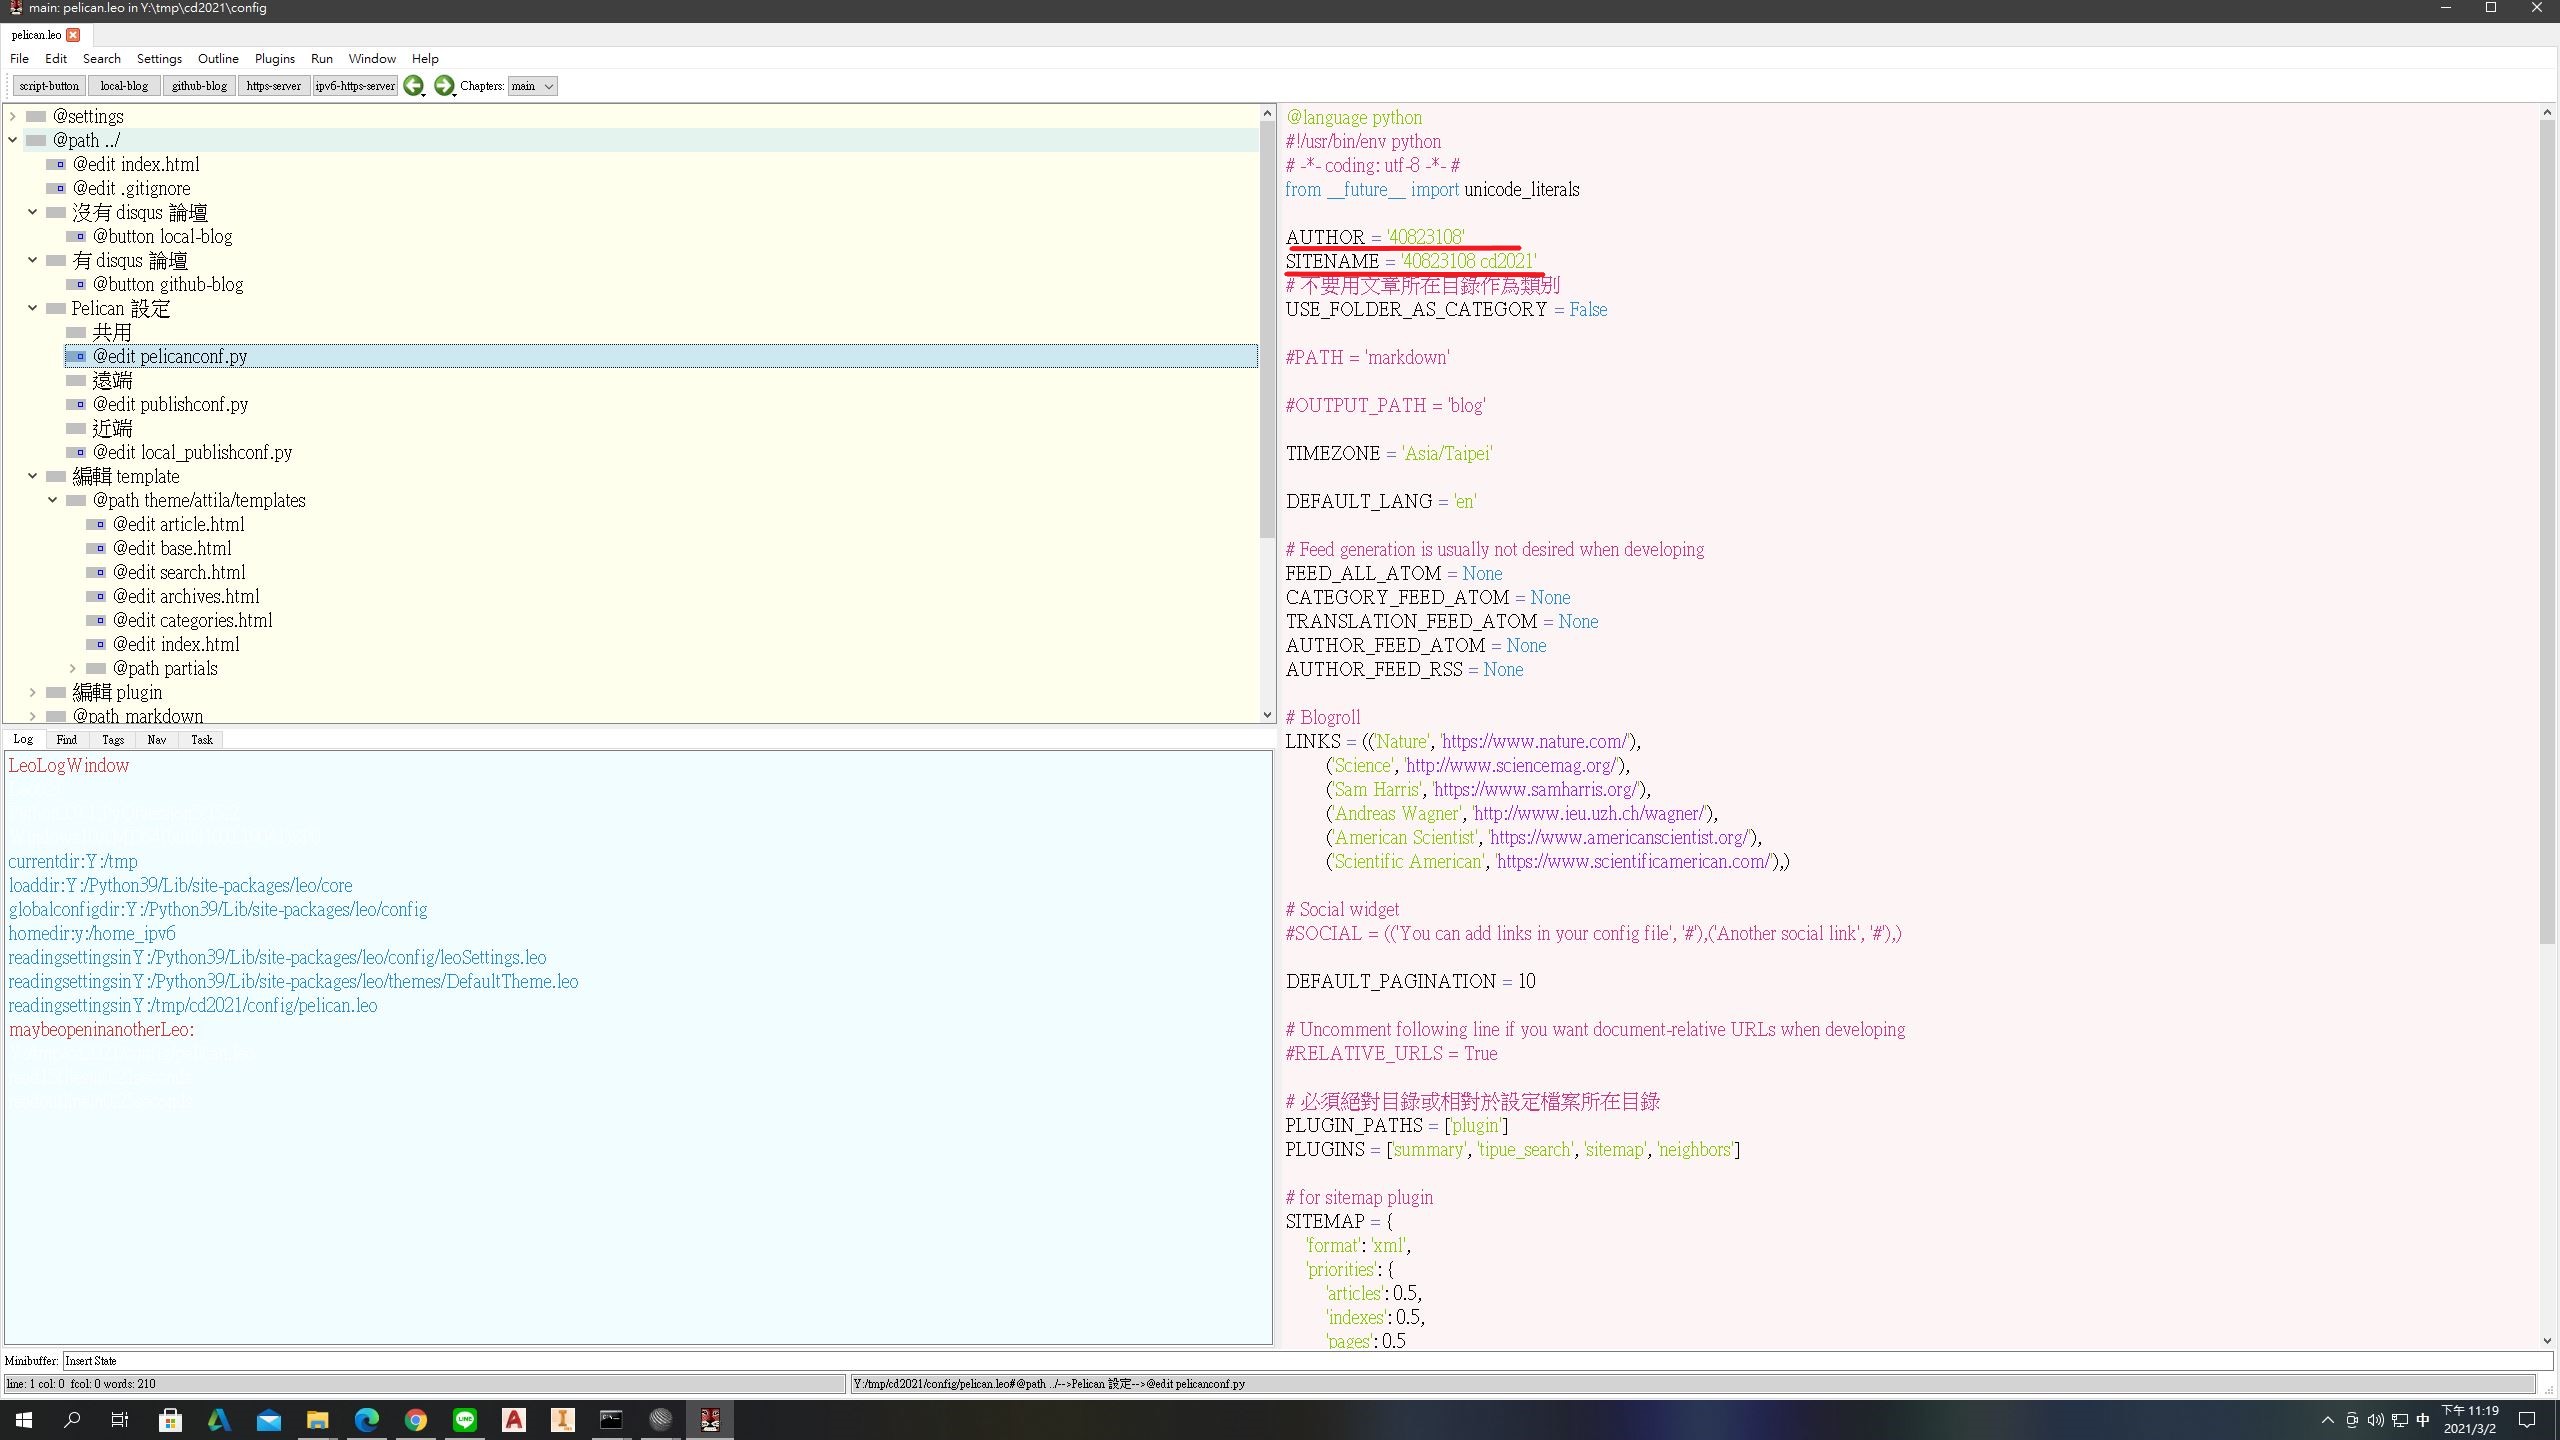 main: pelican.leo in Y:\tmp\cd2021\config
pelican.leo
File Edit Search Settings Outline Plugins Run Window Help
script-button local-blog github-blog https-server ipv6-https-server Chapters: main
@settings
@path ../
@edit index.html
@edit .gitignore
沒有 disqus 論壇
@button local-blog
有 disqus 論壇
@button github-blog
Pelican 設定
共用
@edit pelicanconf.py
遠端
@edit publishconf.py
近端
@edit local_publishconf.py
編輯 template
@path theme/attila/templates
@edit article.html
@edit base.html
@edit search.html
@edit archives.html
@edit categories.html
@edit index.html
@path partials
編輯 plugin
@path markdown
Log Find Tags Nav Task
LeoLogWindow
currentdir:Y:/tmp
loaddir:Y:/Python39/Lib/site-packages/leo/core
globalconfigdir:Y:/Python39/Lib/site-packages/leo/config
homedir:y:/home_ipv6
readingsettingsinY:/Python39/Lib/site-packages/leo/config/leoSettings.leo
readingsettingsinY:/Python39/Lib/site-packages/leo/themes/DefaultTheme.leo
readingsettingsinY:/tmp/cd2021/config/pelican.leo
maybeopeninanotherLeo:
@language python
#!/usr/bin/env python
# -*- coding: utf-8 -*- #
from __future__ import unicode_literals
AUTHOR = '40823108'
SITENAME = '40823108 cd2021'
# 不要用文章所在目錄作為類別
USE_FOLDER_AS_CATEGORY = False
#PATH = 'markdown'
#OUTPUT_PATH = 'blog'
TIMEZONE = 'Asia/Taipei'
DEFAULT_LANG = 'en'
# Feed generation is usually not desired when developing
FEED_ALL_ATOM = None
CATEGORY_FEED_ATOM = None
TRANSLATION_FEED_ATOM = None
AUTHOR_FEED_ATOM = None
AUTHOR_FEED_RSS = None
# Blogroll
LINKS = (('Nature', 'https://www.nature.com/'),
('Science', 'http://www.sciencemag.org/'),
('Sam Harris', 'https://www.samharris.org/'),
('Andreas Wagner', 'http://www.ieu.uzh.ch/wagner/'),
('American Scientist', 'https://www.americanscientist.org/'),
('Scientific American', 'https://www.scientificamerican.com/'),)
# Social widget
#SOCIAL = (('You can add links in your config file', '#'),('Another social link', '#'),)
DEFAULT_PAGINATION = 10
# Uncomment following line if you want document-relative URLs when developing
#RELATIVE_URLS = True
# 必須絕對目錄或相對於設定檔案所在目錄
PLUGIN_PATHS = ['plugin']
PLUGINS = ['summary', 'tipue_search', 'sitemap', 'neighbors']
# for sitemap plugin
SITEMAP = {
'format': 'xml',
'priorities': {
'articles': 0.5,
'indexes': 0.5,
'pages': 0.5
Minibuffer: Insert State
line: 1 col: 0 fcol: 0 words: 210
Y:/tmp/cd2021/config/pelican.leo#@path ../-->Pelican 設定-->@edit pelicanconf.py
LINE
中
下午 11:19
2021/3/2